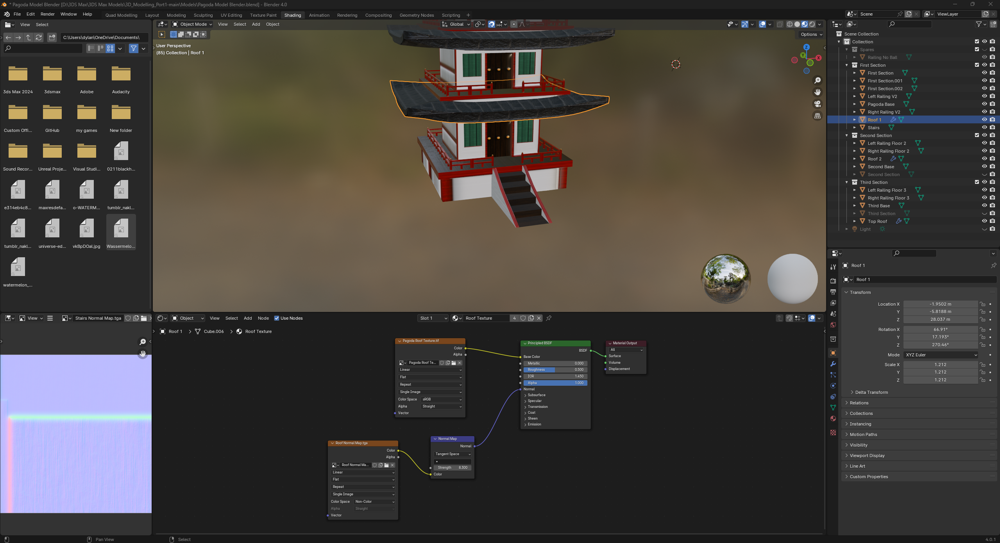 * Pagoda Model Blender [D:\3DS Max\3DS Max Models\3D_Modelling_Port1-main\Models\Pagoda Model Blender.blend] - Blender 4.0
File Edit Render Window Help Quad Modelling Layout Modeling Sculpting UV Editing Texture Paint Shading Animation Rendering Compositing Geometry Nodes Scripting + Scene ViewLayer
View Select
C:\Users\dylan\OneDrive\Documents\
3ds Max 2024 3dsmax Adobe Audacity
Custom Offi... GitHub my games New folder
Sound Recor... Unreal Proje... Visual Studi... 0211blackh...
e314eb4c8... maxresdefa... o-WATERM... tumblr_nakl...
tumblr_nakl... universe-ed... vkBpDOal.jpg Wassermelo...
watermelon_...
Object Mode View Select Add Object Global
Options
User Perspective
(85) Collection | Roof 1
Z
Y
X
Scene Collection
Collection
Spares
Railing No Ball
First Section
First Section
First Section.001
First Section.002
Left Railing V2
Pagoda Base
Right Railing V2
Roof 1
Stairs
Second Section
Left Railing Floor 2
Right Railing Floor 2
Roof 2
Second Base
Second Section
Third Section
Left Railing Floor 3
Right Railing Floor 3
Third Base
Third Section
Top Roof
Light
Roof 1
Roof 1
Transform
Location X -1.9502 m
Y -5.8188 m
Z 28.037 m
Rotation X 66.91°
Y 17.193°
Z 270.46°
Mode XYZ Euler
Scale X 1.212
Y 1.212
Z 1.212
Delta Transform
Relations
Collections
Instancing
Motion Paths
Visibility
Viewport Display
Line Art
Custom Properties
View Stairs Normal Map.tga
Object View Select Add Node Use Nodes Slot 1 Roof Texture 4
Roof 1 > Cube.006 > Roof Texture
Pagoda Roof Texture.tif
Color
Alpha
Pagoda Roof Te...
Linear
Flat
Repeat
Single Image
Color Space sRGB
Alpha Straight
Vector
Principled BSDF
BSDF
Base Color
Metallic 0.000
Roughness 0.500
IOR 1.450
Alpha 1.000
Normal
Subsurface
Specular
Transmission
Coat
Sheen
Emission
Material Output
All
Surface
Volume
Displacement
Roof Normal Map.tga
Color
Alpha
Roof Normal Ma...
Linear
Flat
Repeat
Single Image
Color Space Non-Color
Alpha Straight
Vector
Normal Map
Normal
Tangent Space
Strength 8.300
Color
Pan View Select 4.0.1